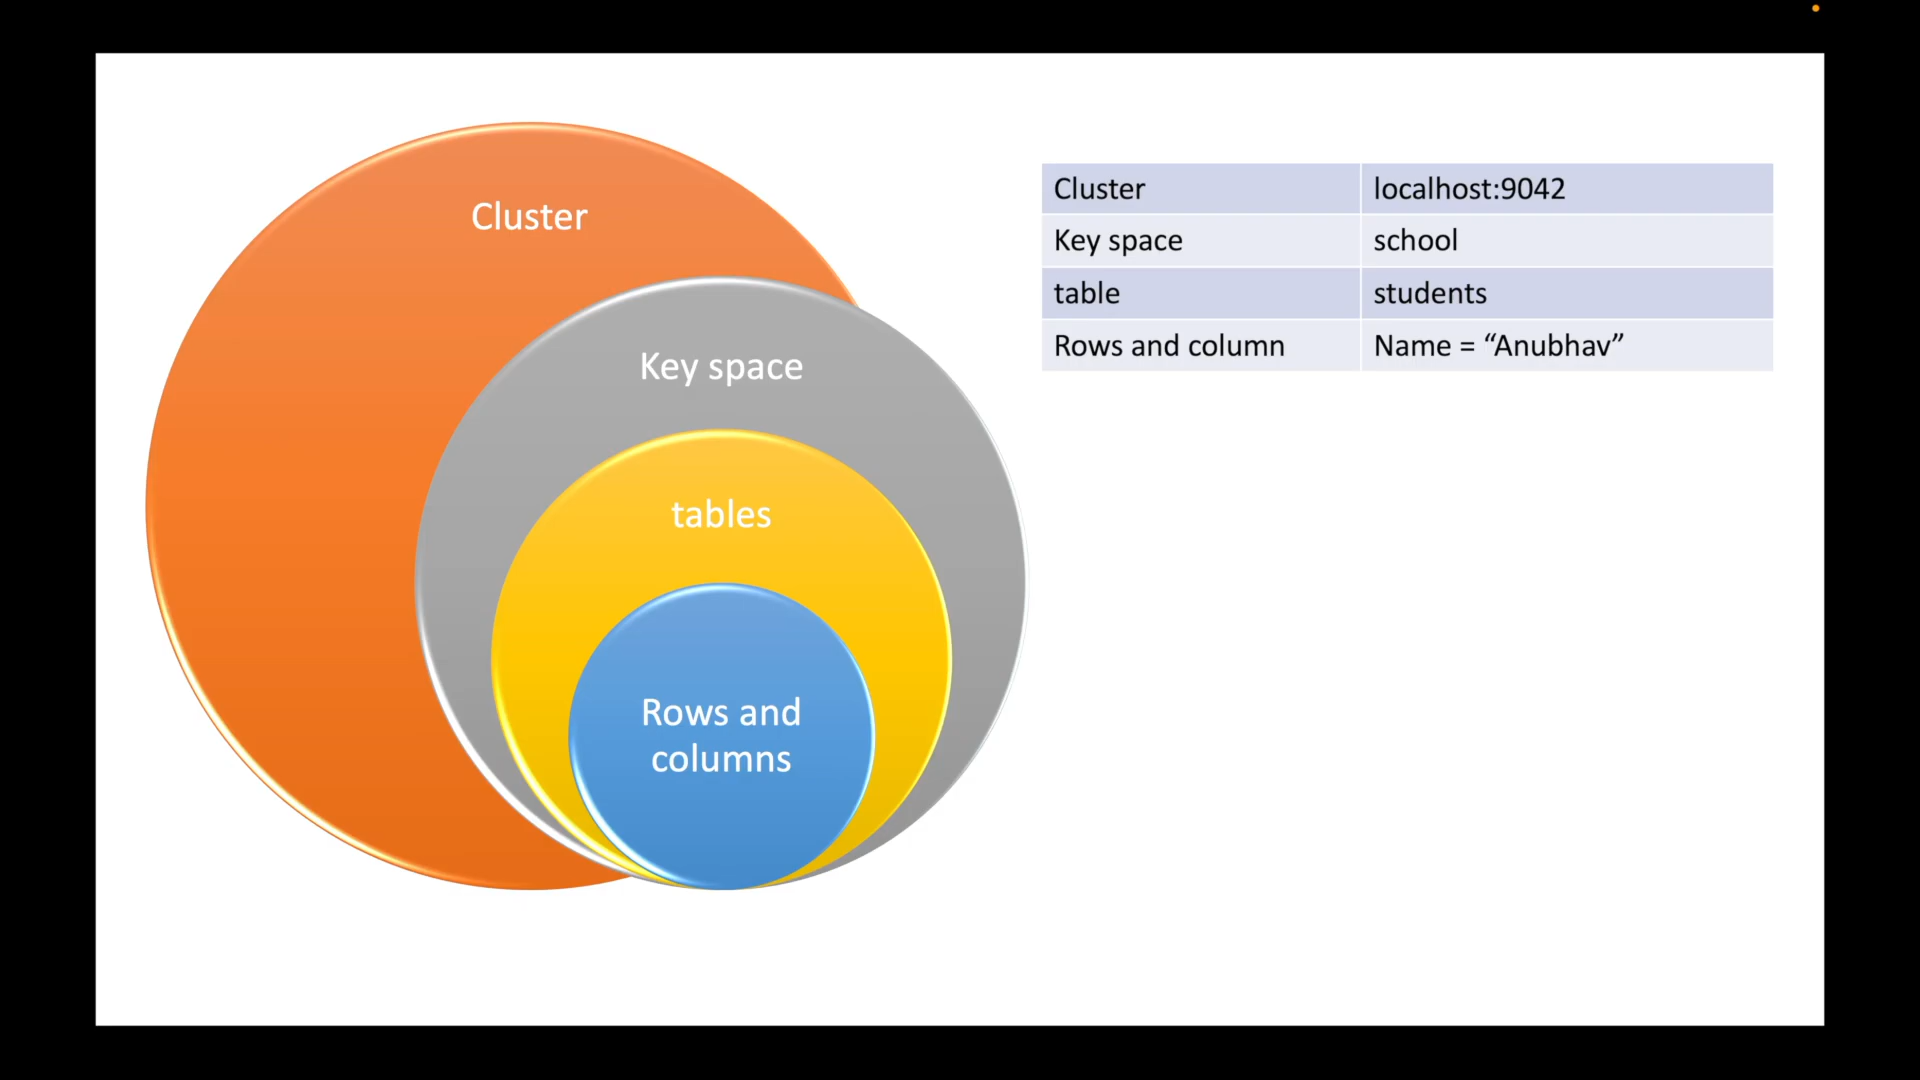 Cluster
Key space
tables
Rows and
columns
Cluster localhost:9042
Key space school
table students
Rows and column Name = “Anubhav”